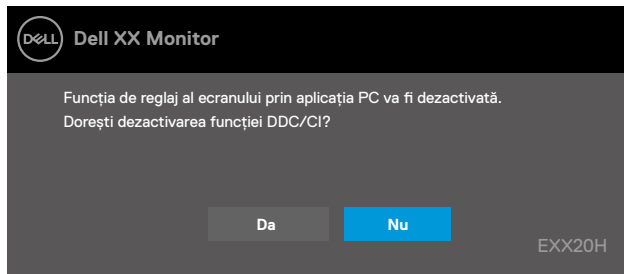 DELL Dell XX Monitor
Funcția de reglaj al ecranului prin aplicația PC va fi dezactivată.
Dorești dezactivarea funcției DDC/CI?
Da Nu
EXX20H